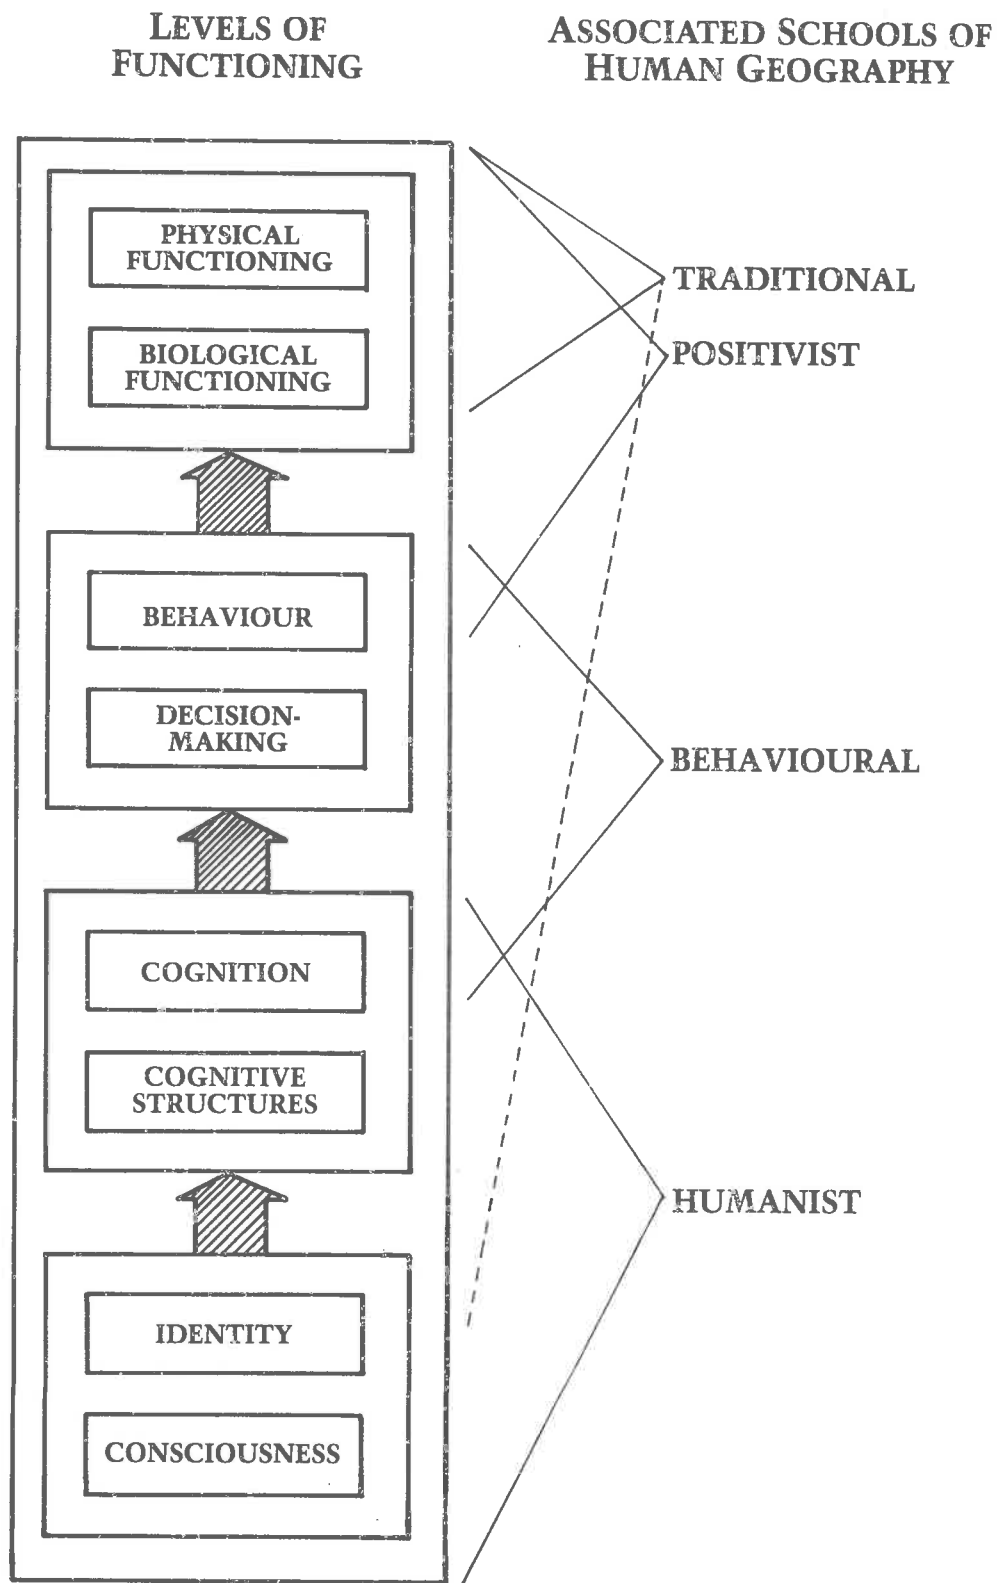 LEVELS OF
FUNCTIONING
ASSOCIATED SCHOOLS OF
HUMAN GEOGRAPHY
PHYSICAL
FUNCTIONING
BIOLOGICAL
FUNCTIONING
BEHAVIOUR
DECISION-
MAKING
COGNITION
COGNITIVE
STRUCTURES
IDENTITY
CONSCIOUSNESS
TRADITIONAL
POSITIVIST
BEHAVIOURAL
HUMANIST